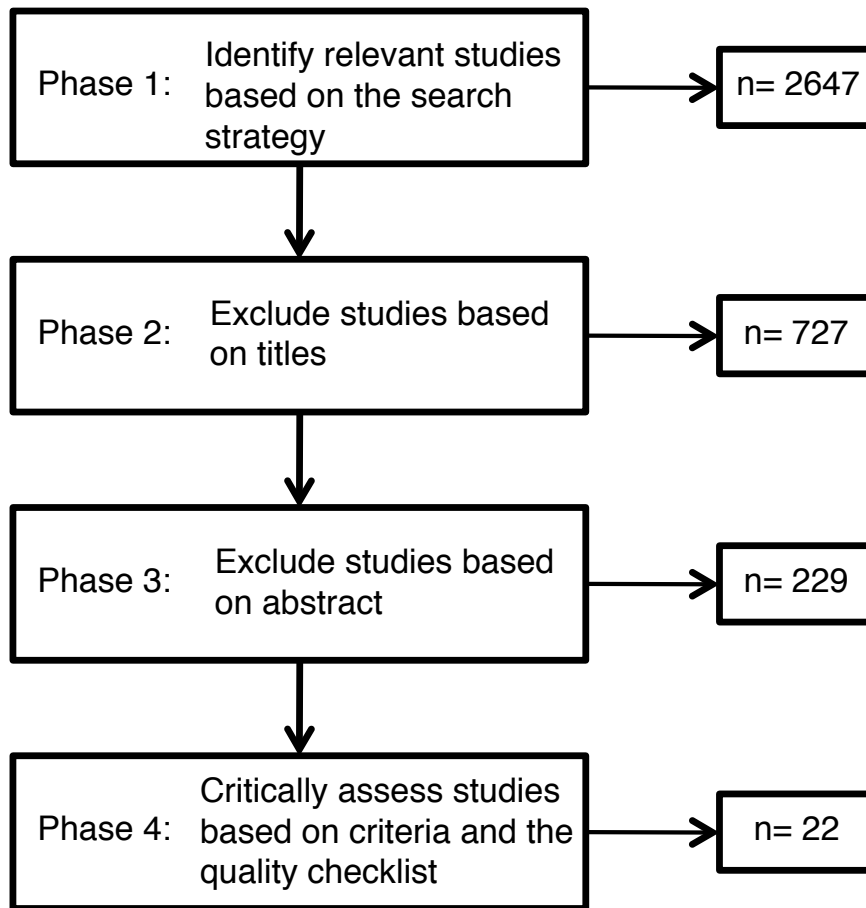 Phase 1:
Identify relevant studies
based on the search
strategy
n= 2647
Phase 2:
Exclude studies based
on titles
n= 727
Phase 3:
Exclude studies based
on abstract
n= 229
Phase 4:
Critically assess studies
based on criteria and the
quality checklist
n= 22